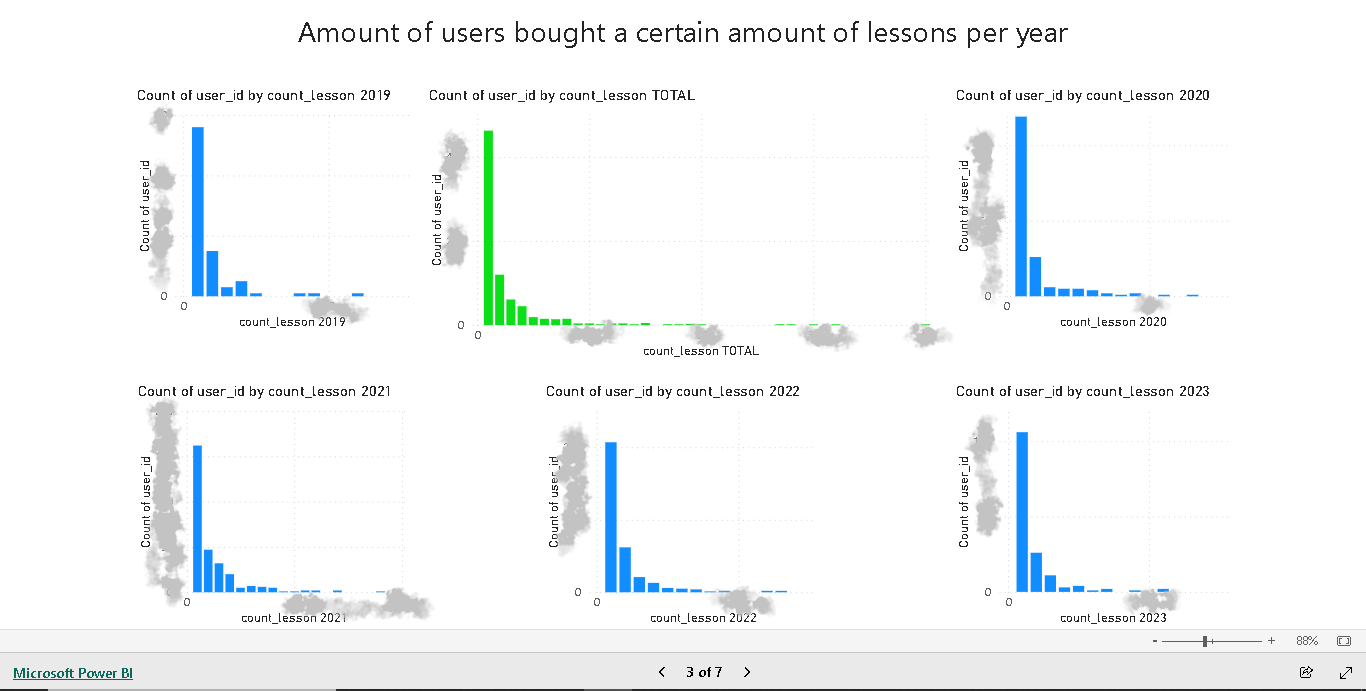 Amount of users bought a certain amount of lessons per year
Count of user_id by count_lesson 2019
Count of user_id
0
0
count_lesson 2019
Count of user_id by count_lesson TOTAL
Count of user_id
0
0
count_lesson TOTAL
Count of user_id by count_lesson 2020
Count of user_id
0
0
count_lesson 2020
Count of user_id by count_lesson 2021
Count of user_id
0
count_lesson 2021
Count of user_id by count_lesson 2022
Count of user_id
0
0
count_lesson 2022
Count of user_id by count_lesson 2023
Count of user_id
0
0
count_lesson 2023
- + 88%
Microsoft Power BI
3 of 7